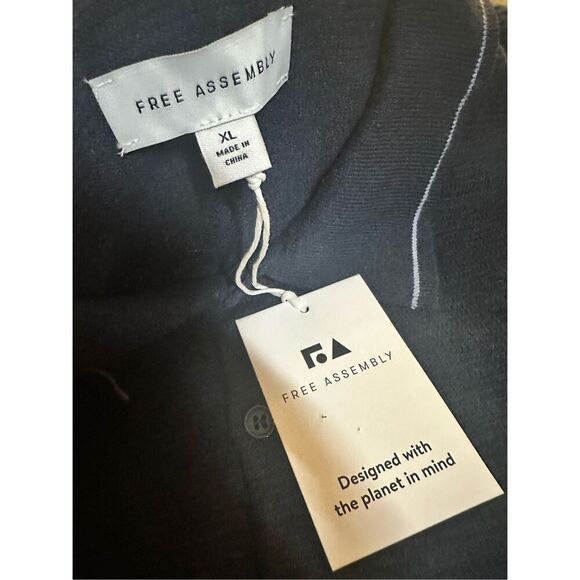 FREE ASSEMBLY
XL
MADE IN
CHINA
FREE ASSEMBLY
Designed with
the planet in mind